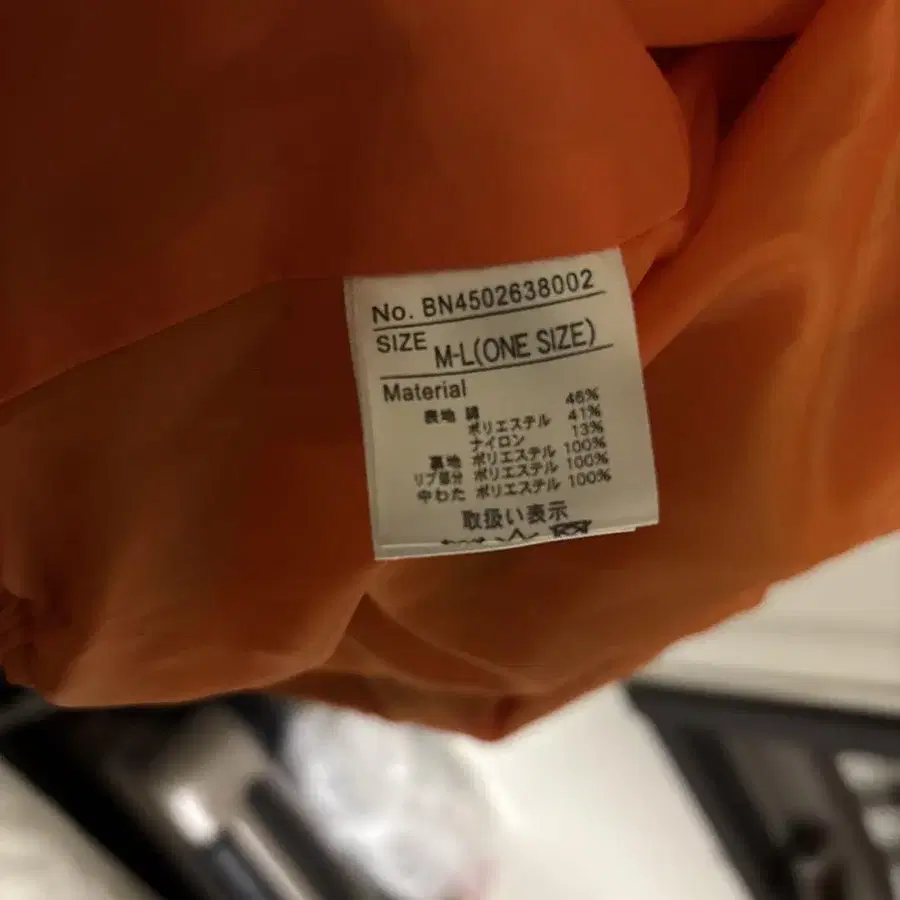 No. BN4502638002
SIZE M-L(ONE SIZE)
Material
表地 綿 46%
ポリエステル 41%
ナイロン 13%
裏地 ポリエステル 100%
リブ部分 ポリエステル 100%
中わた ポリエステル 100%
取扱い表示